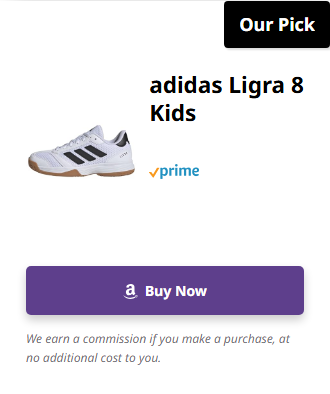 Our Pick
adidas Ligra 8
Kids
prime
Buy Now
We earn a commission if you make a purchase, at
no additional cost to you.